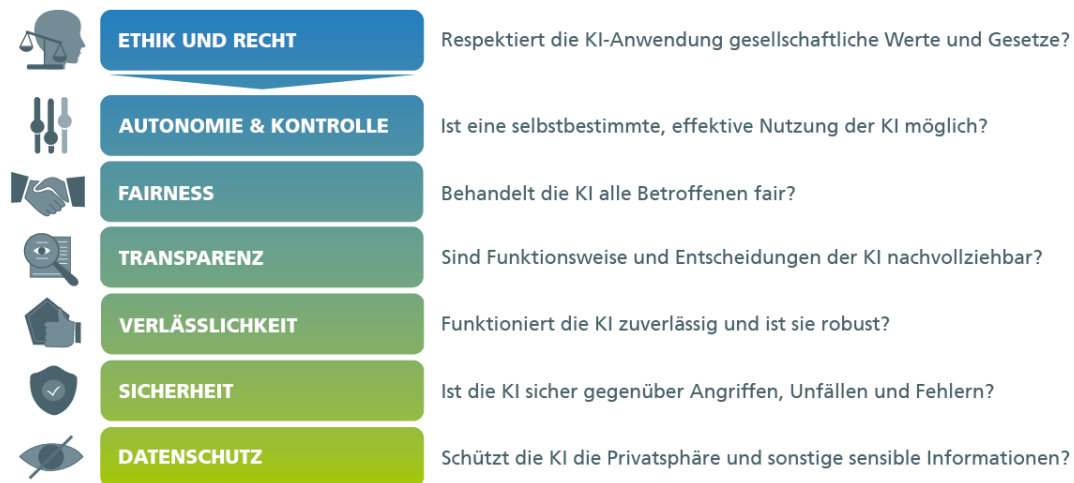 ETHIK UND RECHT
Respektiert die KI-Anwendung gesellschaftliche Werte und Gesetze?
AUTONOMIE & KONTROLLE
Ist eine selbstbestimmte, effektive Nutzung der KI möglich?
FAIRNESS
Behandelt die KI alle Betroffenen fair?
TRANSPARENZ
Sind Funktionsweise und Entscheidungen der KI nachvollziehbar?
VERLÄSSLICHKEIT
Funktioniert die KI zuverlässig und ist sie robust?
SICHERHEIT
Ist die KI sicher gegenüber Angriffen, Unfällen und Fehlern?
DATENSCHUTZ
Schützt die KI die Privatsphäre und sonstige sensible Informationen?